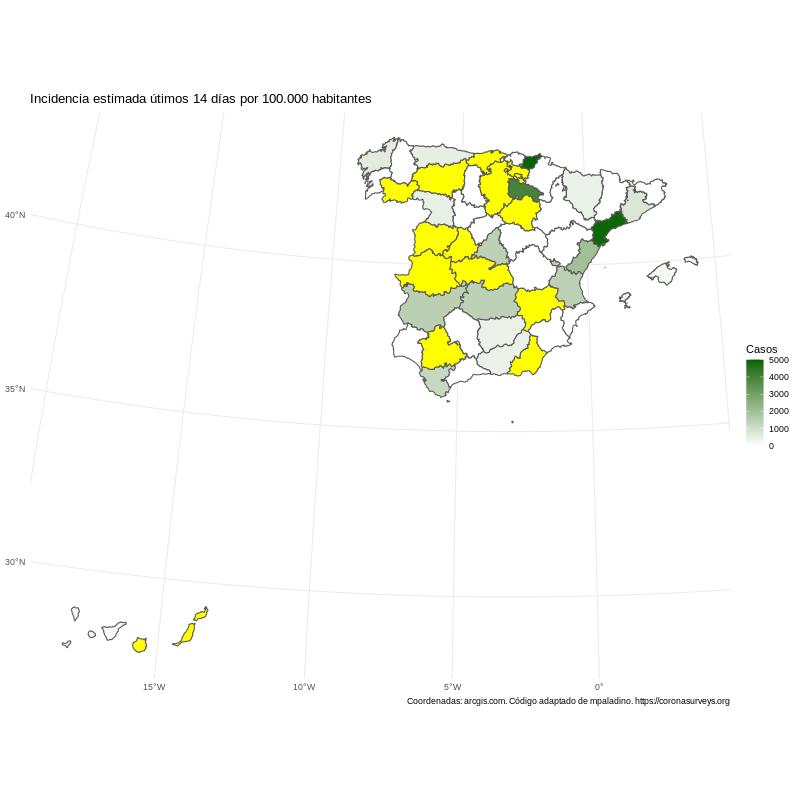 Incidencia estimada útimos 14 días por 100.000 habitantes
40°N
35°N
30°N
15°W
10°W
5°W
0°
Casos
5000
4000
3000
2000
1000
0
Coordenadas: arcgis.com. Código adaptado de mpaladino. https://coronasurveys.org